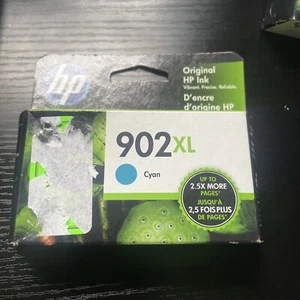 hp
Original
HP Ink
Vibrant. Precise. Reliable.
D'encre
d'origine HP
902XL
Cyan
UP TO
2.5X MORE
PAGES
JUSQU'À
2,5 FOIS PLUS
DE PAGES